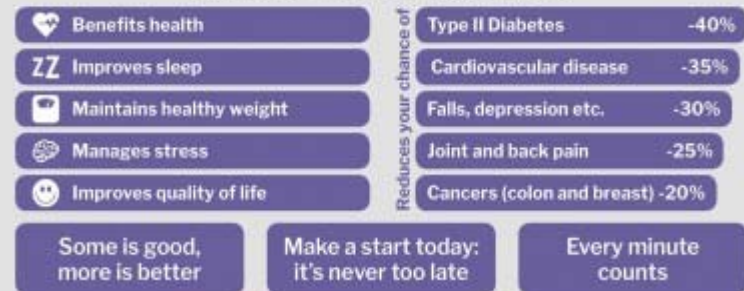 Benefits health
ZZ Improves sleep
Maintains healthy weight
Manages stress
Improves quality of life
Reduces your chance of
Type II Diabetes -40%
Cardiovascular disease -35%
Falls, depression etc. -30%
Joint and back pain -25%
Cancers (colon and breast) -20%
Some is good,
more is better
Make a start today:
it's never too late
Every minute
counts